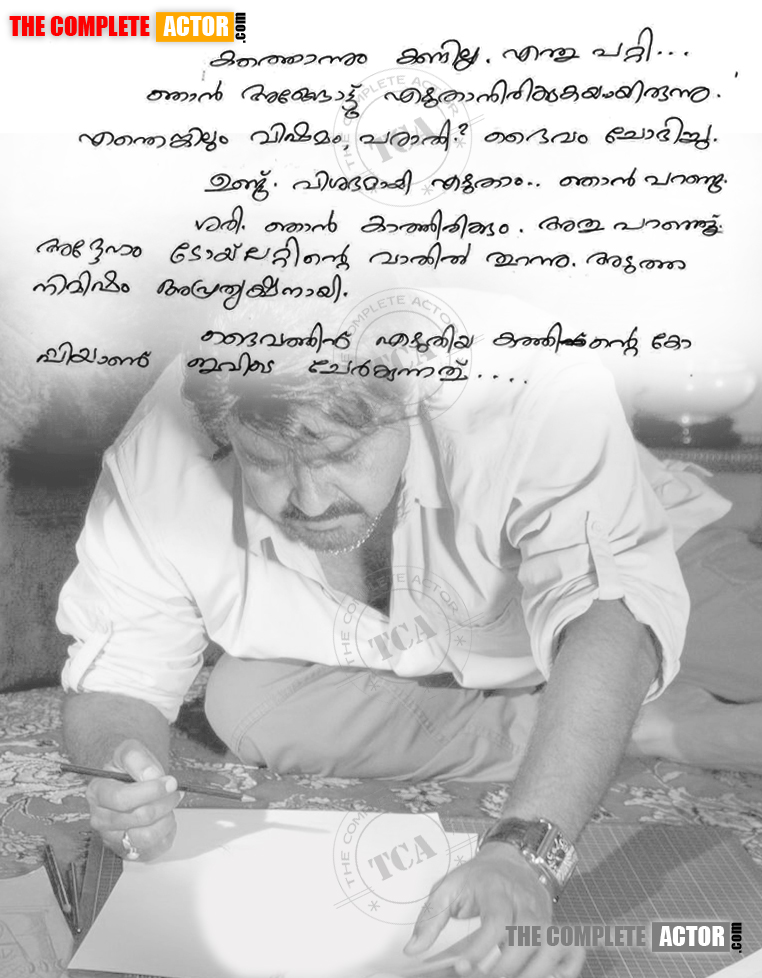 THE COMPLETE ACTOR.com
കത്തൊന്നും കണ്ടില്ല. എന്തു പറ്റി...
ഞാൻ അങ്ങോട്ട് എഴുതാനിരിക്കുകയായിരുന്നു.
എന്തെങ്കിലും വിഷമം, പരാതി? ദൈവം ചോദിച്ചു.
ഉണ്ട്. വിശദമായി എഴുതാം.. ഞാൻ പറഞ്ഞു.
ശരി. ഞാൻ കാത്തിരിക്കും. അതു പറഞ്ഞ്
അദ്ദേഹം ടോയ്ലറ്റിന്റെ വാതിൽ തുറന്നു. അടുത്ത
നിമിഷം അപ്രത്യക്ഷനായി.
ദൈവത്തിന് എഴുതിയ കത്തിന്റെ കോ
പ്പിയാണ് ഇവിടെ ചേർക്കുന്നത്....
THE COMPLETE ACTOR
TCA
THE COMPLETE ACTOR
TCA
THE COMPLETE ACTOR
TCA
THE COMPLETE ACTOR
TCA
THE COMPLETE ACTOR.com